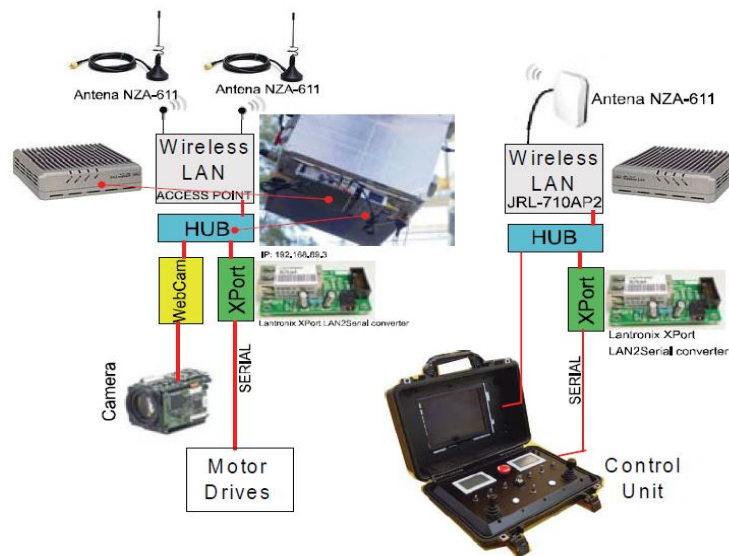 Antena NZA-611
Antena NZA-611
Wireless
LAN
ACCESS POINT
HUB
IP: 192.168.89.3
WebCam
XPort
Lantronix XPort LAN2Serial converter
SERIAL
Camera
Motor
Drives
Antena NZA-611
Wireless
LAN
JRL-710AP2
HUB
XPort
Lantronix XPort
LAN2Serial converter
SERIAL
Control
Unit